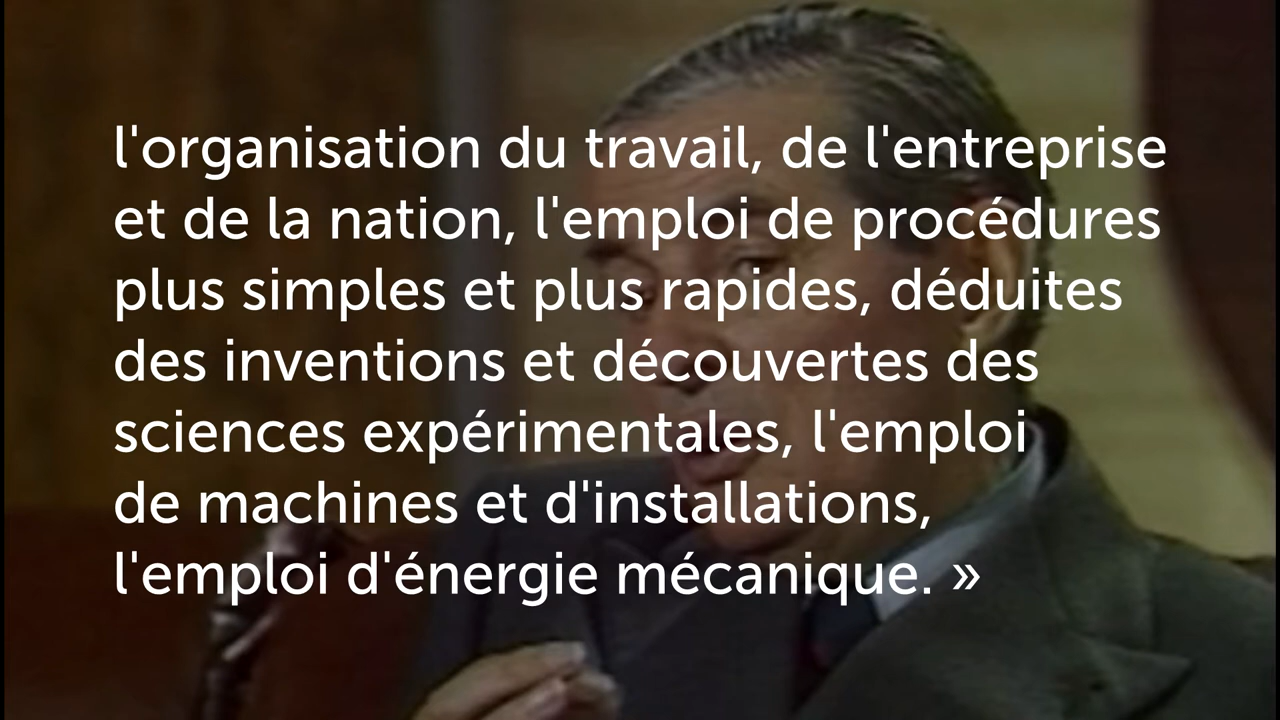 l'organisation du travail, de l'entreprise
et de la nation, l'emploi de procédures
plus simples et plus rapides, déduites
des inventions et découvertes des
sciences expérimentales, l'emploi
de machines et d'installations,
l'emploi d'énergie mécanique. »